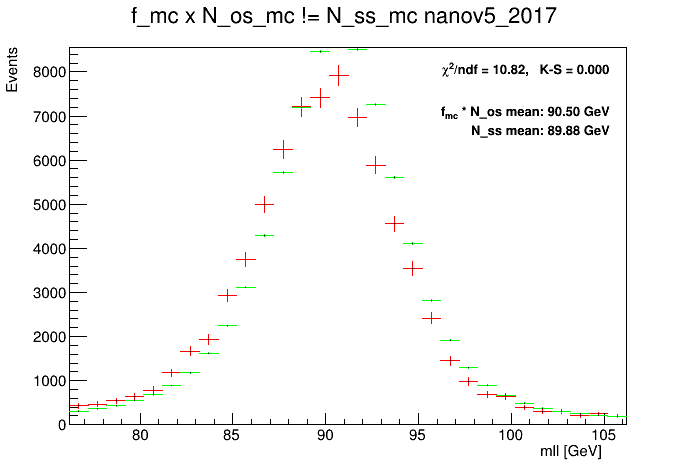 f_mc x N_os_mc != N_ss_mc nanov5_2017
Events
χ²/ndf = 10.82, K-S = 0.000
f_mc * N_os mean: 90.50 GeV
N_ss mean: 89.88 GeV
8000
7000
6000
5000
4000
3000
2000
1000
0
80 85 90 95 100 105
mll [GeV]